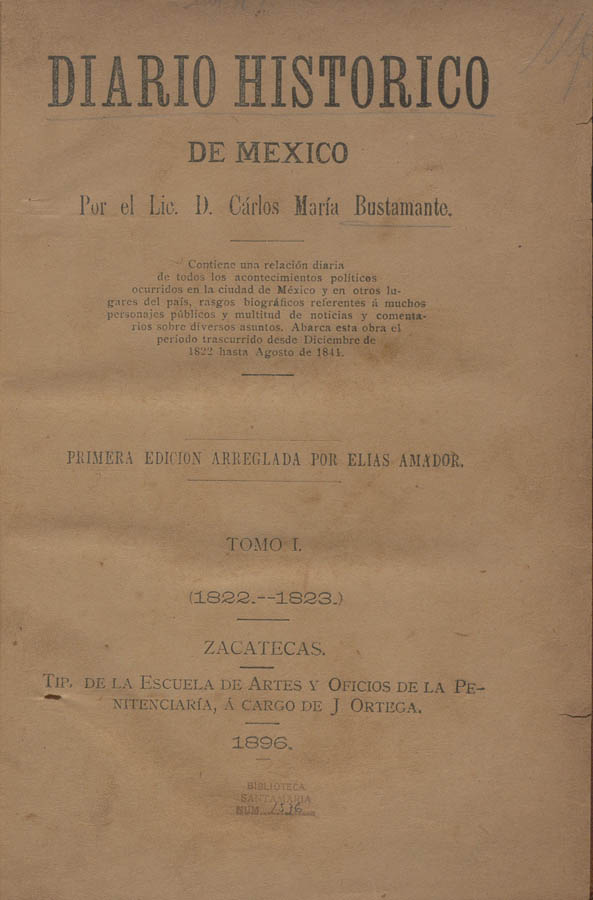 DIARIO HISTORICO
DE MEXICO
Por el Lic. D. Cárlos María Bustamante.
Contiene una relación diaria
de todos los acontecimientos políticos
ocurridos en la ciudad de México y en otros lu-
gares del país, rasgos biográficos referentes á muchos
personajes públicos y multitud de noticias y comenta-
rios sobre diversos asuntos. Abarca esta obra el
período trascurrido desde Diciembre de
1822 hasta Agosto de 1841.
PRIMERA EDICION ARREGLADA POR ELIAS AMADOR.
TOMO I.
(1822.--1823.)
ZACATECAS.
TIP. DE LA ESCUELA DE ARTES Y OFICIOS DE LA PE-
NITENCIARÍA, Á CARGO DE J ORTEGA.
1896.
BIBLIOTECA
SANTAMARIA
NUM